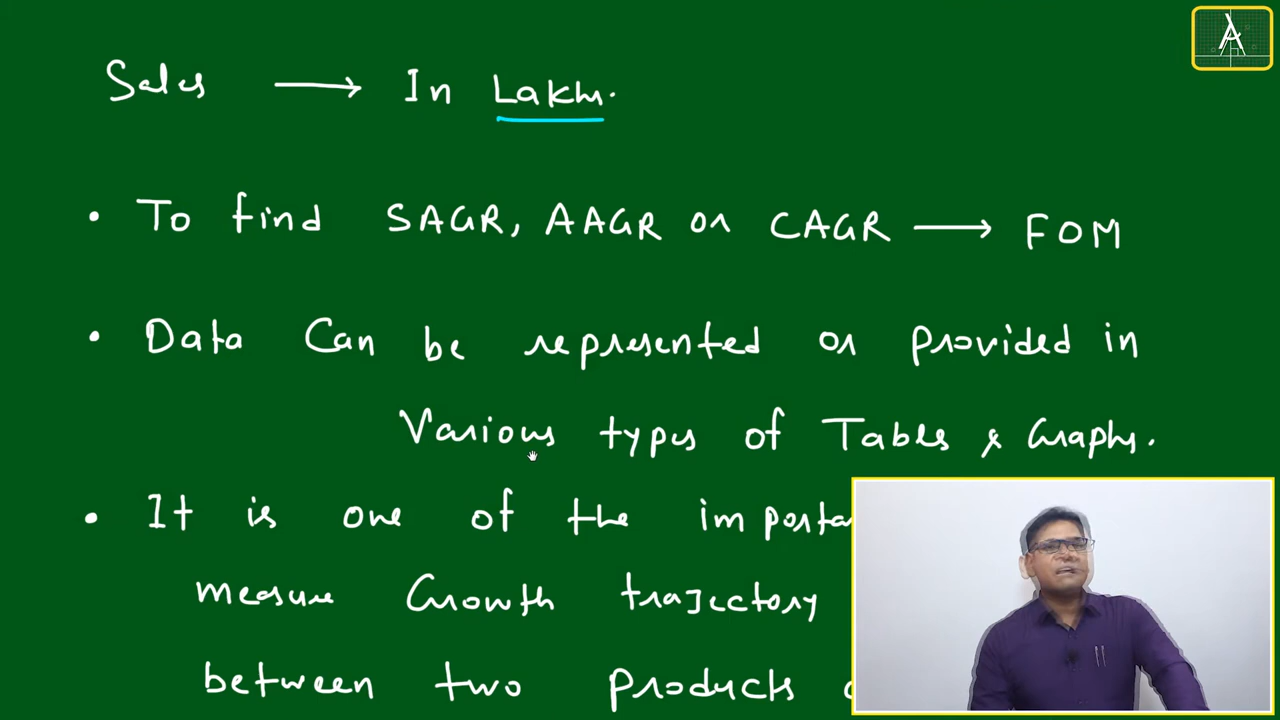 Sales → In Lakh.
• To find SAGR, AAGR or CAGR → FOM
• Data Can be represented or provided in
Various types of Tables & Graphs.
• It is one of the
measure Growth trajectory
between two products